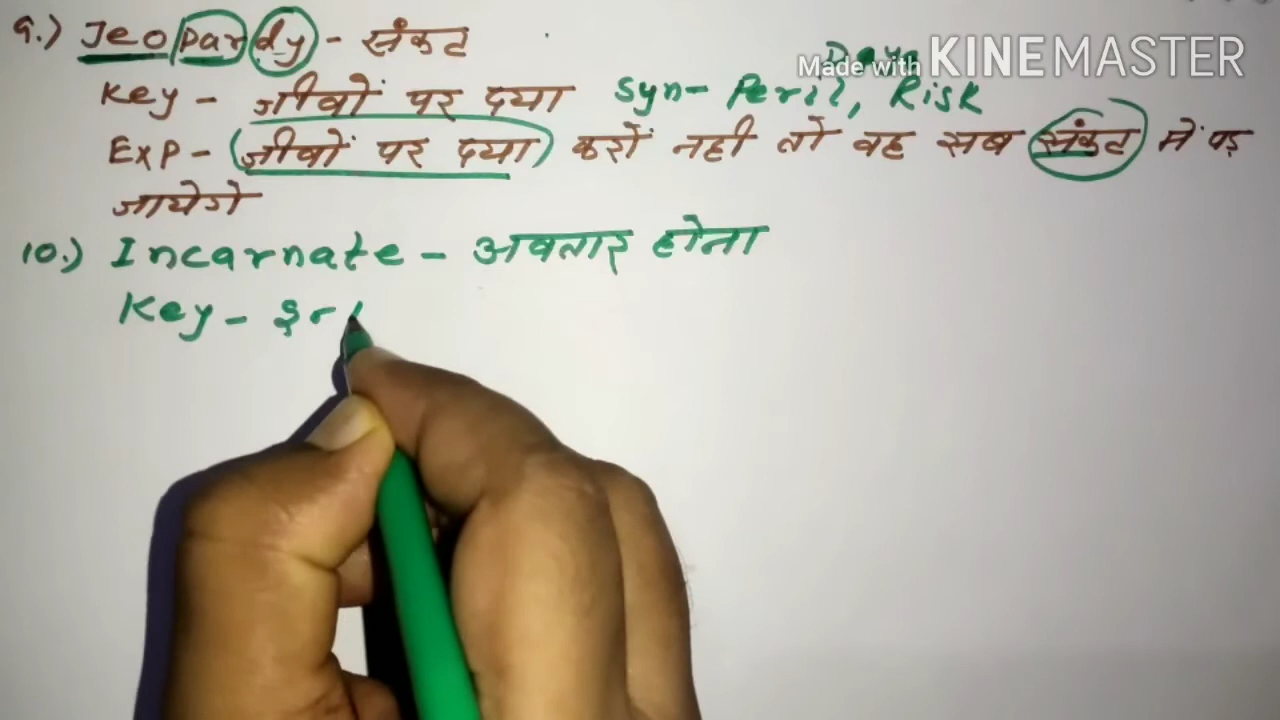 9.) Jeopardy - संकट
Made with KINEMASTER
Key - जीवों पर दया Syn- Peril, Risk
Exp- (जीवों पर दया) करों नही तो वह सब संकट में पड़
जायेगे
10.) Incarnate - अवतार होना
Key -